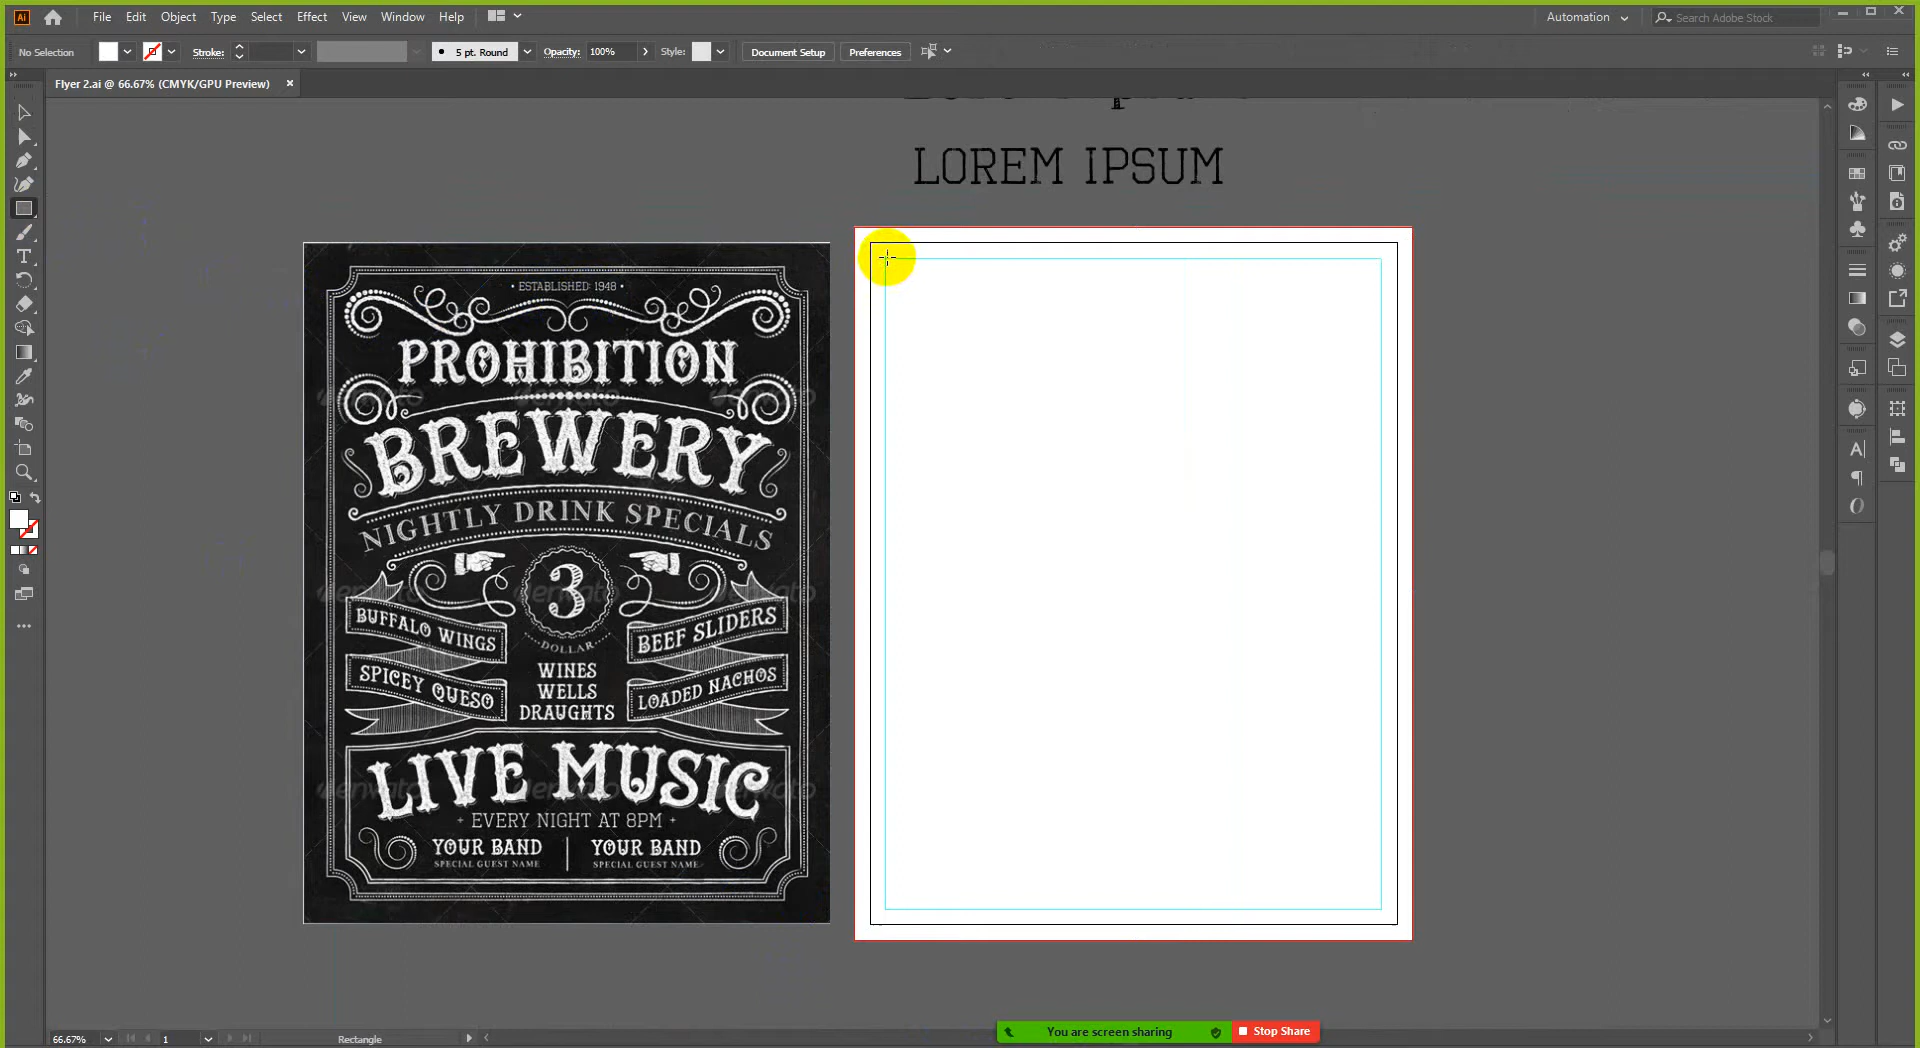 Ai File Edit Object Type Select Effect View Window Help Automation Search Adobe Stock
No Selection Stroke: 5 pt. Round Opacity: 100% Style: Document Setup Preferences
Flyer 2.ai @ 66.67% (CMYK/GPU Preview) ×
LOREM IPSUM
• ESTABLISHED: 1948 •
PROHIBITION
BREWERY
NIGHTLY DRINK SPECIALS
3
DOLLAR
BUFFALO WINGS
BEEF SLIDERS
SPICEY QUESO
WINES
WELLS
DRAUGHTS
LOADED NACHOS
LIVE MUSIC
+ EVERY NIGHT AT 8PM +
YOUR BAND
SPECIAL GUEST NAME
YOUR BAND
SPECIAL GUEST NAME
66.67% 1 Rectangle
You are screen sharing Stop Share